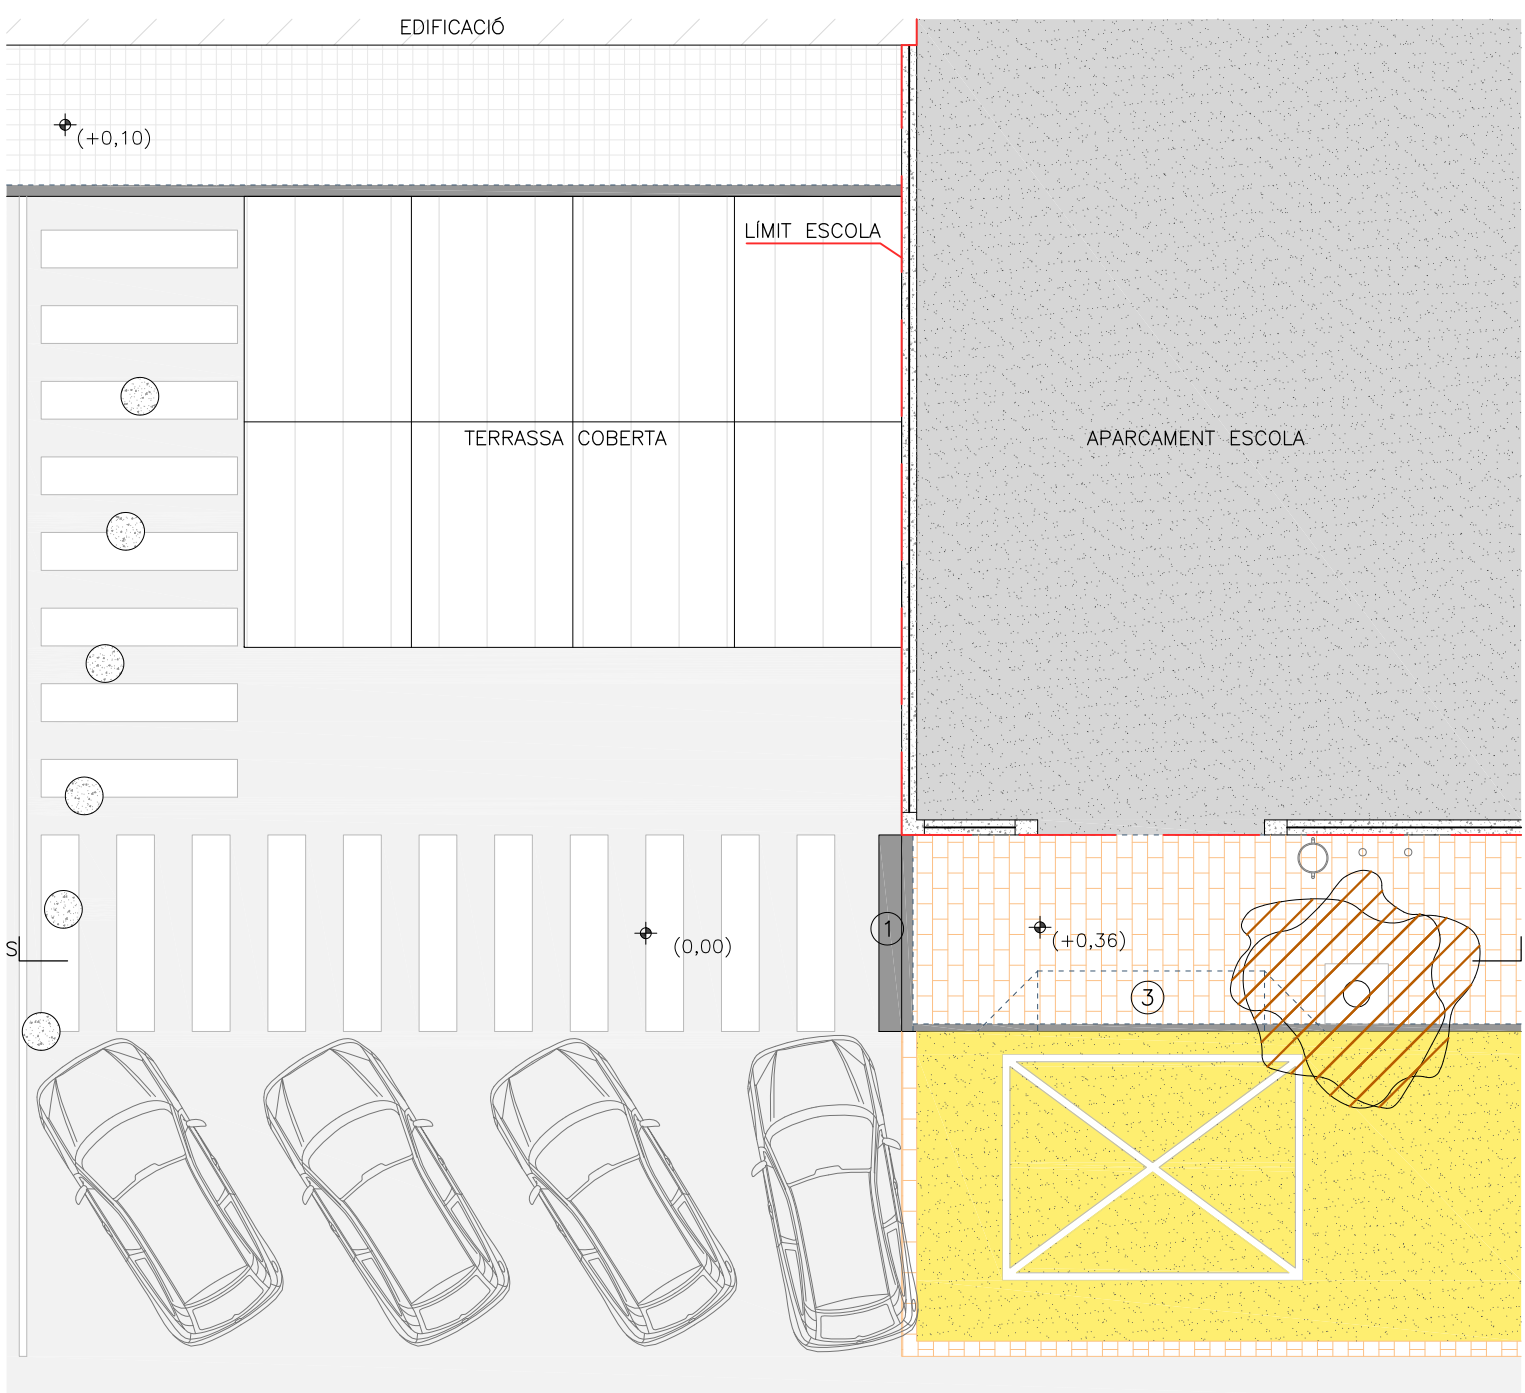 EDIFICACIÓ
(+0,10)
LÍMIT ESCOLA
TERRASSA COBERTA
APARCAMENT ESCOLA
1
(+0,36)
S
(0,00)
3